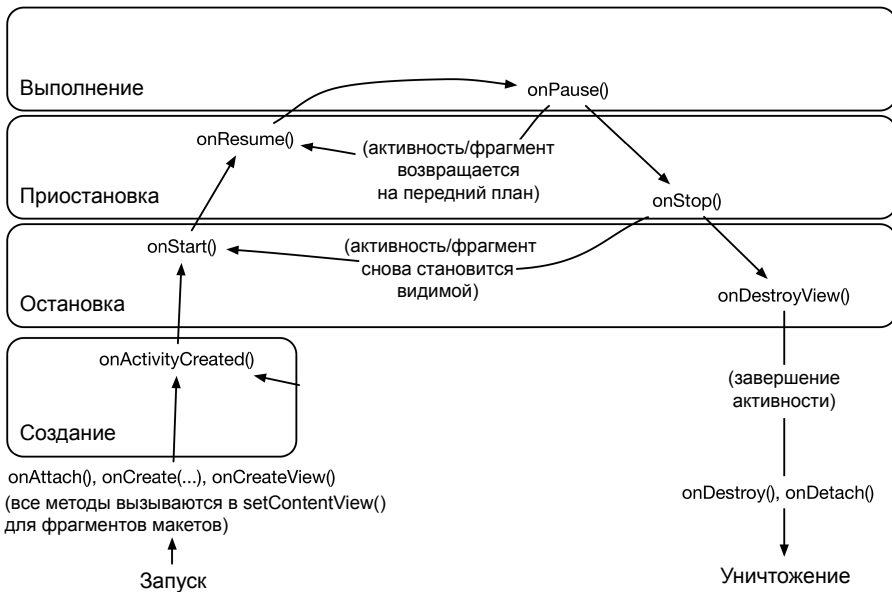 Выполнение
onPause()
onResume()
(активность/фрагмент
возвращается
на передний план)
Приостановка
onStop()
onStart()
(активность/фрагмент
снова становится
видимой)
Остановка
onDestroyView()
onActivityCreated()
(завершение
активности)
Создание
onAttach(), onCreate(...), onCreateView()
(все методы вызываются в setContentView()
для фрагментов макетов)
onDestroy(), onDetach()
Запуск
Уничтожение